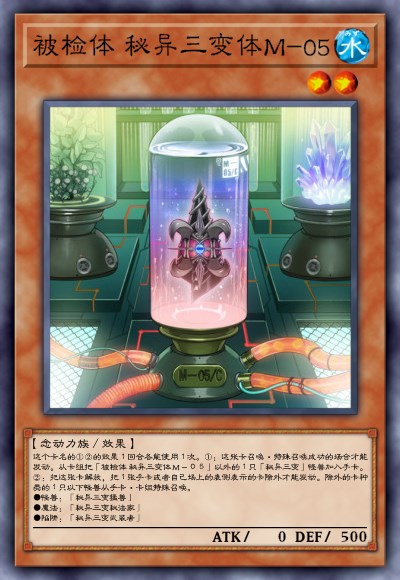 被检体 秘异三变体M-05
水
M-05/C
M-05/C
【念动力族／效果】
这个卡名的①②的效果1回合各能使用1次。①：这张卡召唤·特殊召唤成功的场合才能
发动。从卡组把「被检体 秘异三变体M-05」以外的1只「秘异三变」怪兽加入手卡。
②：把这张卡解放，把1张手卡或者自己场上的表侧表示的卡除外才能发动。除外的卡种
类的1只以下怪兽从手卡·卡组特殊召唤。
●怪兽：「秘异三变猛兽」
●魔法：「秘异三变秘法家」
●陷阱：「秘异三变武装者」
ATK/ 0 DEF/ 500